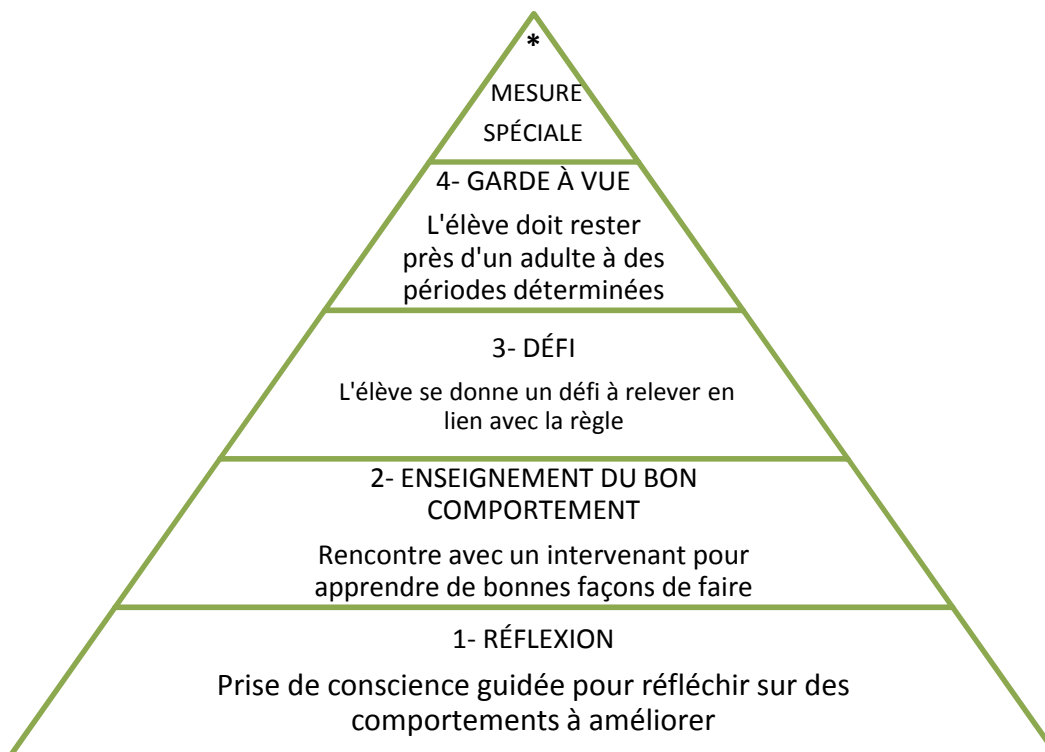 *
MESURE
SPÉCIALE
4- GARDE À VUE
L'élève doit rester
près d'un adulte à des
périodes déterminées
3- DÉFI
L'élève se donne un défi à relever en
lien avec la règle
2- ENSEIGNEMENT DU BON
COMPORTEMENT
Rencontre avec un intervenant pour
apprendre de bonnes façons de faire
1- RÉFLEXION
Prise de conscience guidée pour réfléchir sur des
comportements à améliorer